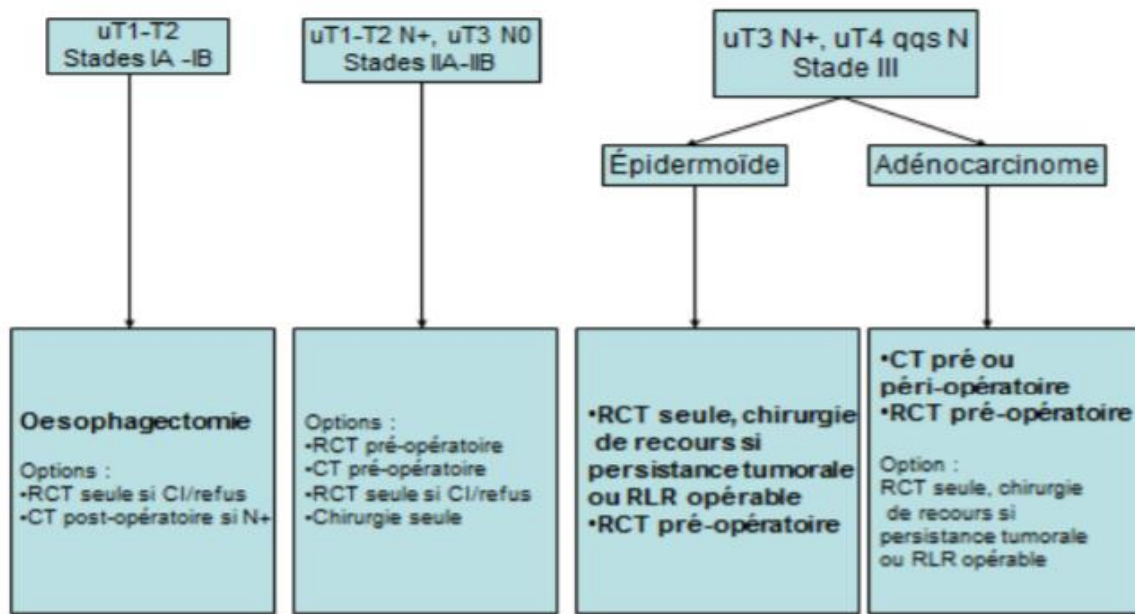 uT1-T2
Stades IA -IB
uT1-T2 N+, uT3 N0
Stades IIA-IIB
uT3 N+, uT4 qqs N
Stade III
Épidermoïde
Adénocarcinome
Oesophagectomie
Options :
•RCT seule si CI/refus
•CT post-opératoire si N+
Options :
•RCT pré-opératoire
•CT pré-opératoire
•RCT seule si CI/refus
•Chirurgie seule
•RCT seule, chirurgie
de recours si
persistance tumorale
ou RLR opérable
•RCT pré-opératoire
•CT pré ou
péri-opératoire
•RCT pré-opératoire
Option :
RCT seule, chirurgie
de recours si
persistance tumorale
ou RLR opérable